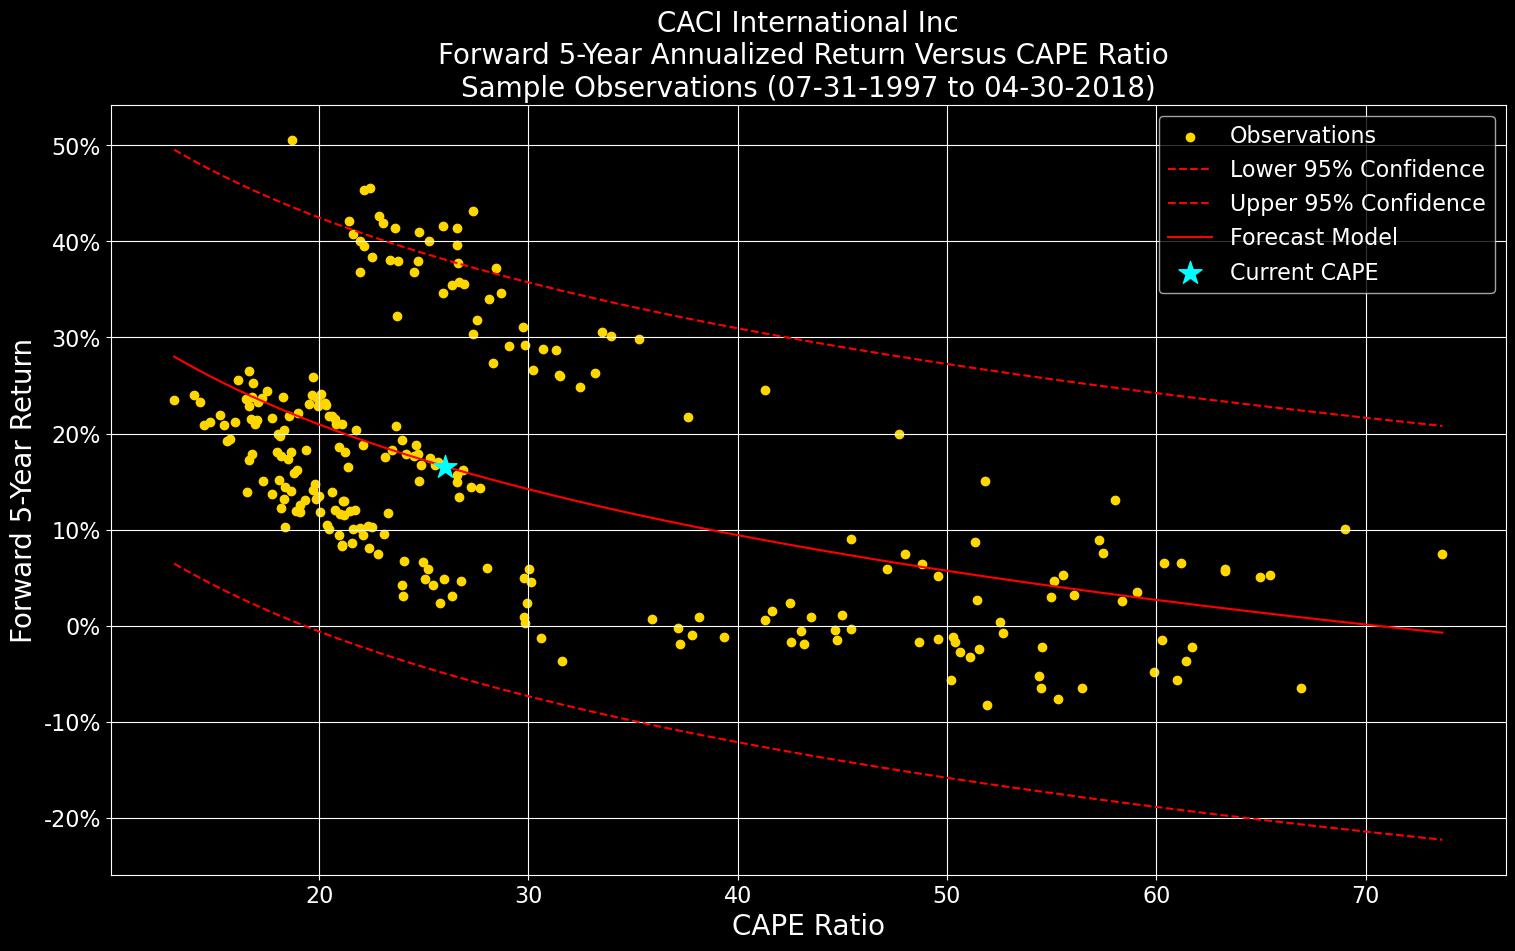 CACI International Inc
Forward 5-Year Annualized Return Versus CAPE Ratio
Sample Observations (07-31-1997 to 04-30-2018)
Observations
Lower 95% Confidence
Upper 95% Confidence
Forecast Model
Current CAPE
Forward 5-Year Return
50%
40%
30%
20%
10%
0%
-10%
-20%
20 30 40 50 60 70
CAPE Ratio